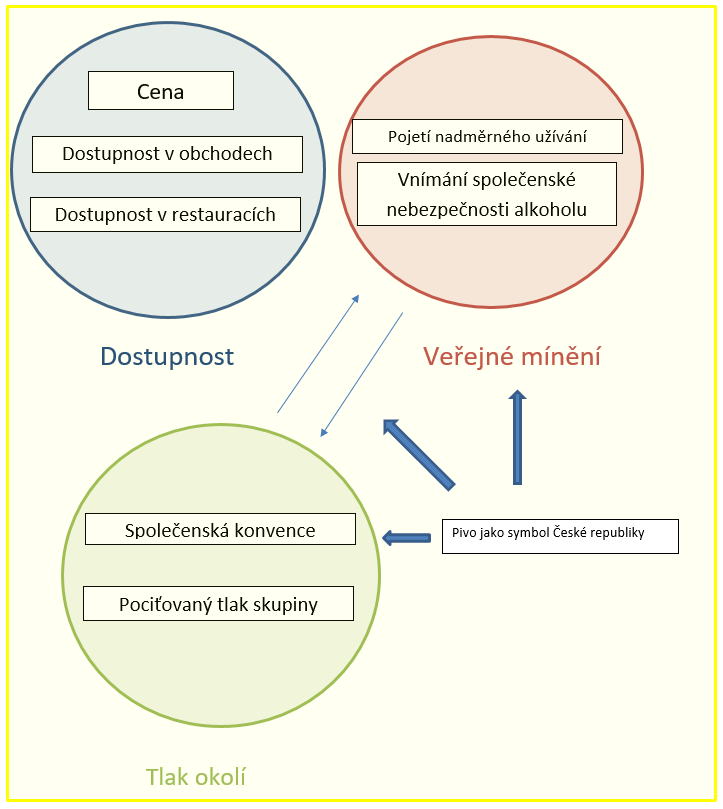 Cena
Dostupnost v obchodech
Dostupnost v restauracích
Dostupnost
Pojetí nadměrného užívání
Vnímání společenské
nebezpečnosti alkoholu
Veřejné mínění
Společenská konvence
Pociťovaný tlak skupiny
Tlak okolí
Pivo jako symbol České republiky